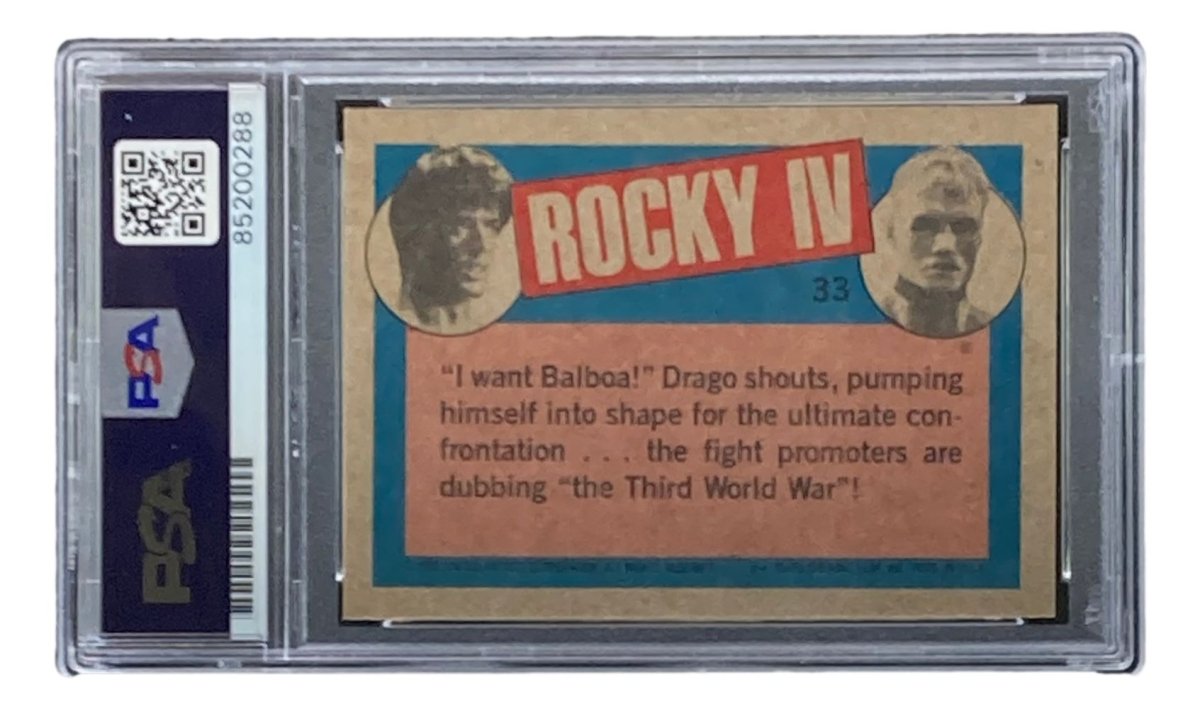 85200288
PSA
PSA
ROCKY IV
33
"I want Balboa!" Drago shouts, pumping
himself into shape for the ultimate con-
frontation . . . the fight promoters are
dubbing "the Third World War"!